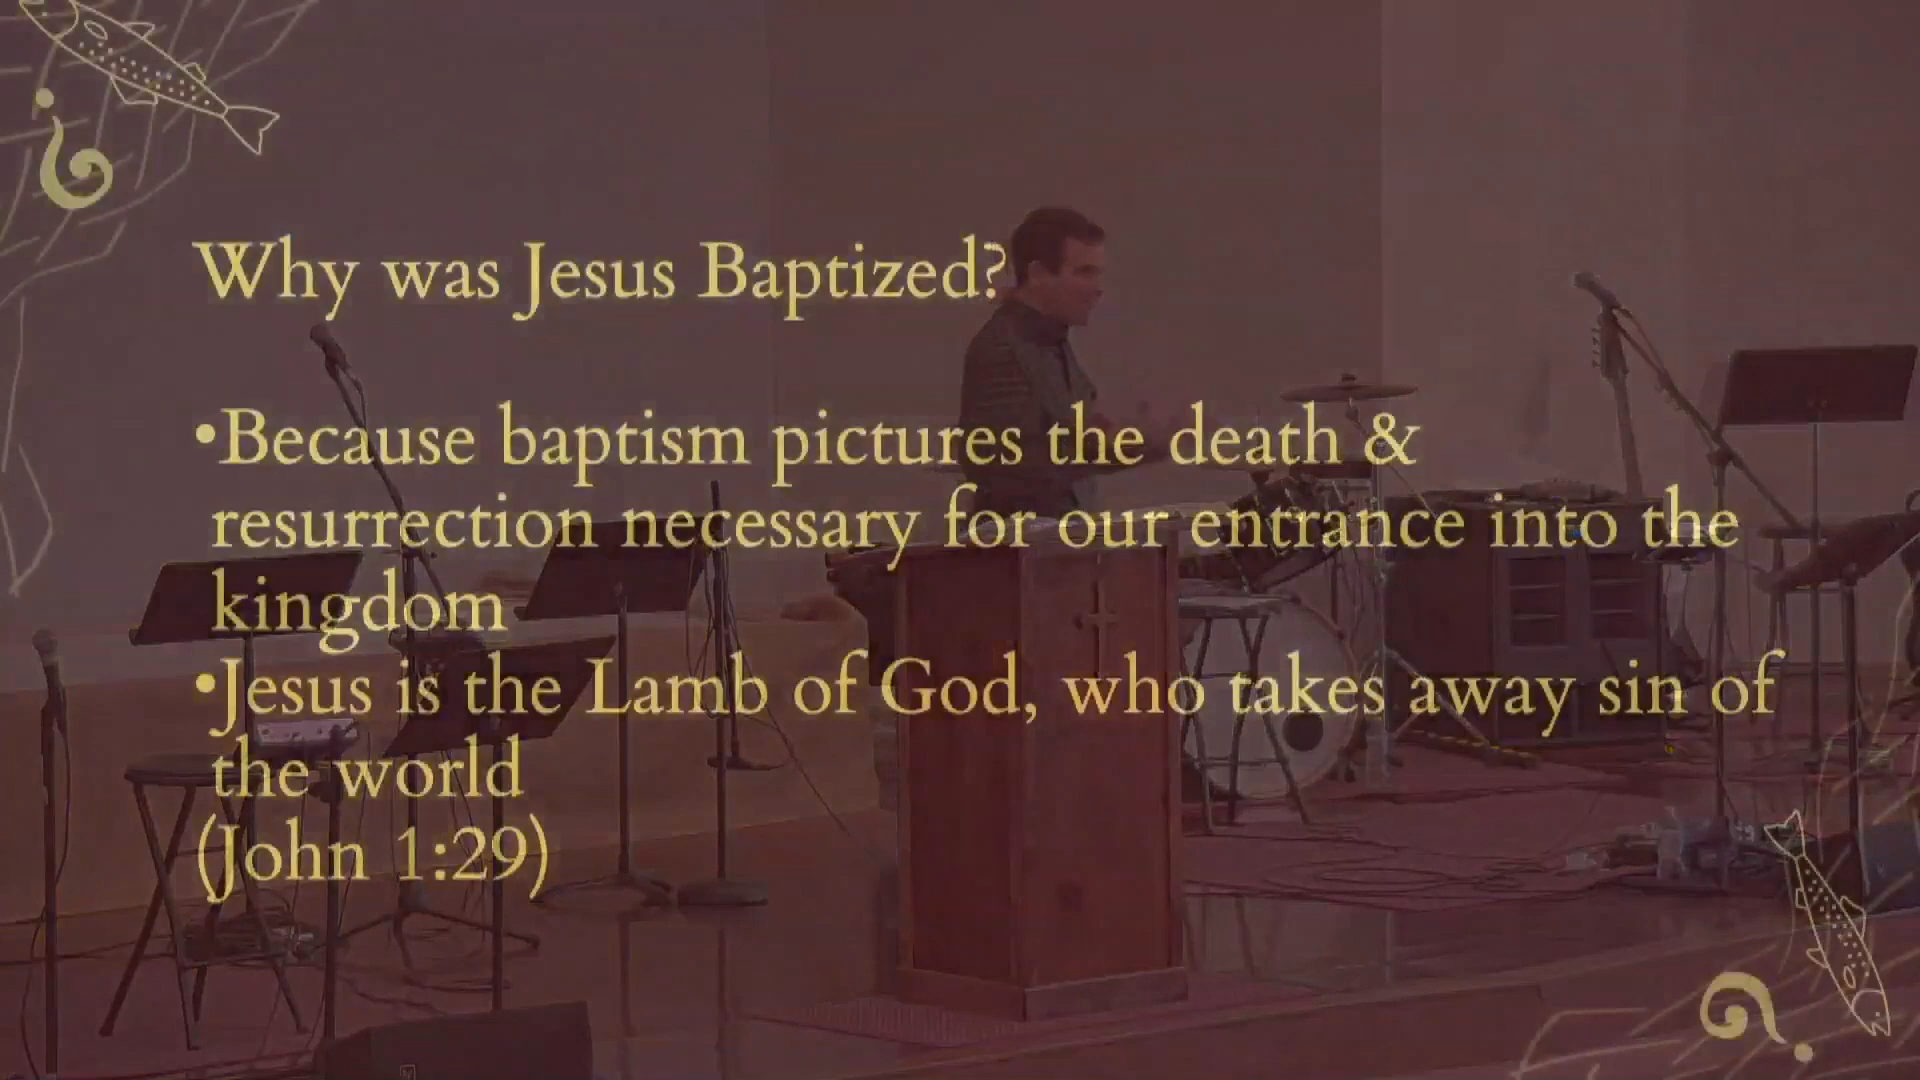 Why was Jesus Baptized?
•Because baptism pictures the death &
resurrection necessary for our entrance into the
kingdom
•Jesus is the Lamb of God, who takes away sin of
the world
(John 1:29)